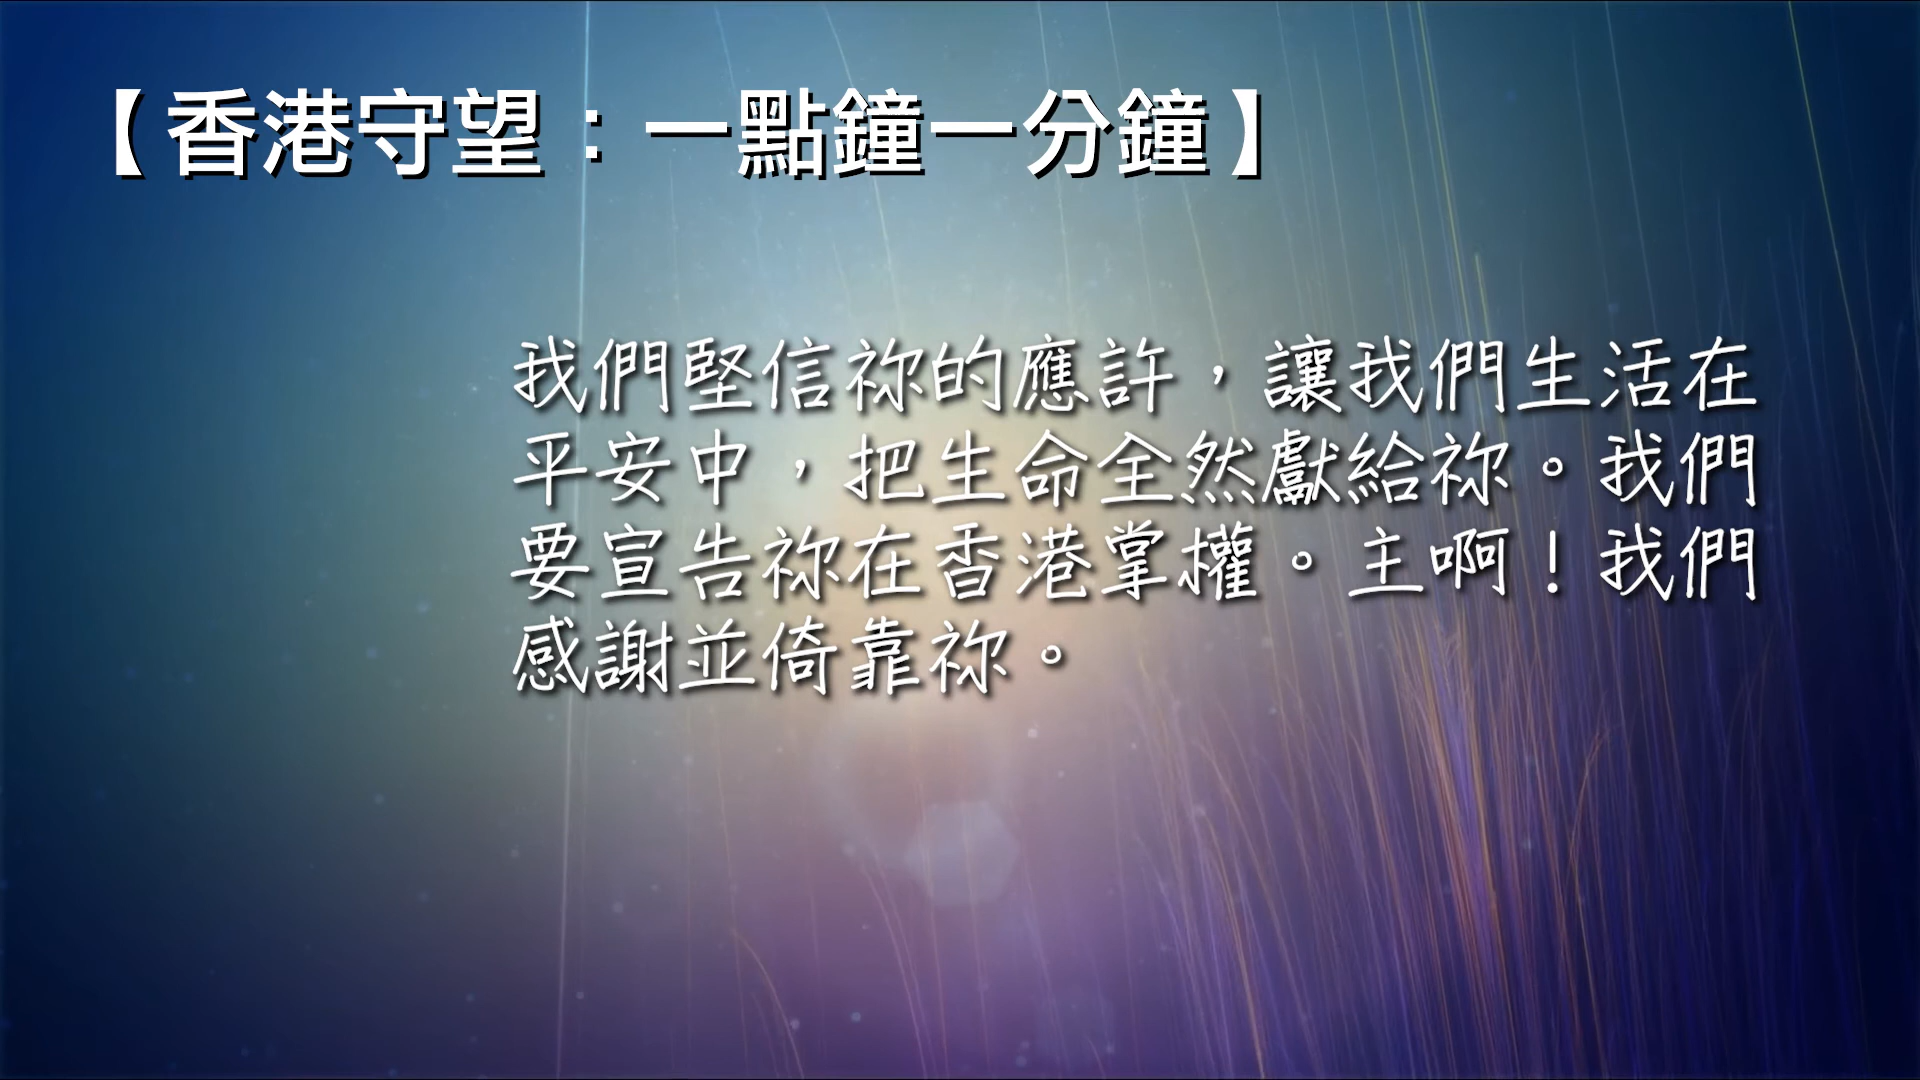 【香港守望：一點鐘一分鐘】
我們堅信祢的應許，讓我們生活在
平安中，把生命全然獻給祢。我們
要宣告祢在香港掌權。主啊！我們
感謝並倚靠祢。